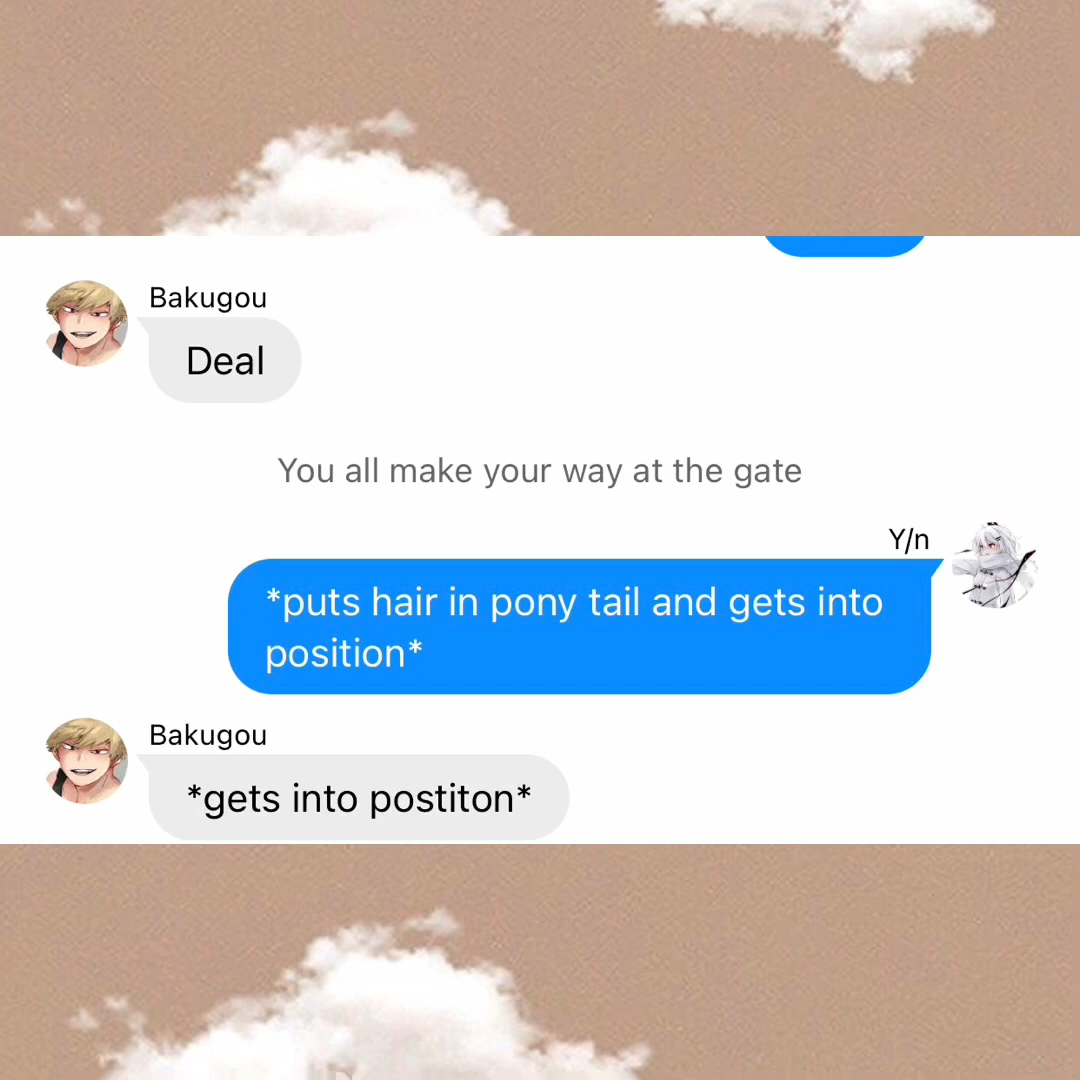 Bakugou
Deal
You all make your way at the gate
Y/n
*puts hair in pony tail and gets into
position*
Bakugou
*gets into postiton*